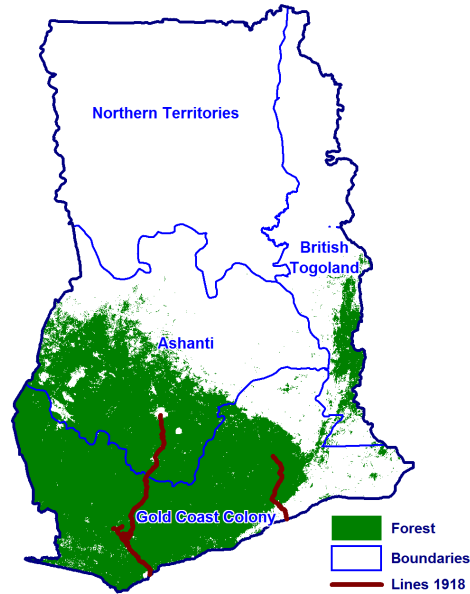 Northern Territories
British
Togoland
Ashanti
Gold Coast Colony
Forest
Boundaries
Lines 1918